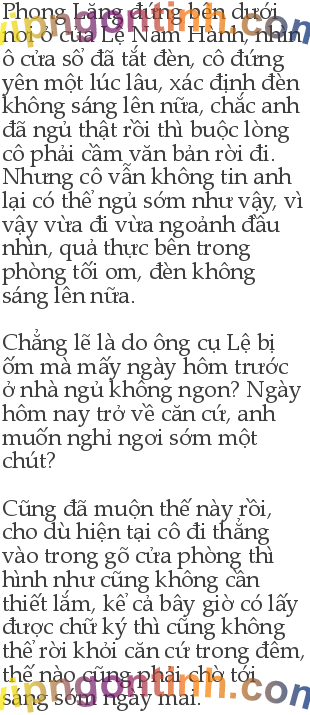 Phong Lăng đứng bên dưới
nơi ở của Lệ Nam Hành, nhìn
ô cửa sổ đã tắt đèn, cô đứng
yên một lúc lâu, xác định đèn
không sáng lên nữa, chắc anh
đã ngủ thật rồi thì buộc lòng
cô phải cầm văn bản rời đi.
Nhưng cô vẫn không tin anh
lại có thể ngủ sớm như vậy, vì
vậy vừa đi vừa ngoảnh đầu
nhìn, quả thực bên trong
phòng tối om, đèn không
sáng lên nữa.
Chẳng lẽ là do ông cụ Lệ bị
ốm mà mấy ngày hôm trước
ở nhà ngủ không ngon? Ngày
hôm nay trở về căn cứ, anh
muốn nghỉ ngơi sớm một
chút?
Cũng đã muộn thế này rồi,
cho dù hiện tại cô đi thẳng
vào trong gõ cửa phòng thì
hình như cũng không cần
thiết lắm, kể cả bây giờ có lấy
được chữ ký thì cũng không
thể rời khỏi căn cứ trong đêm,
thế nào cũng phải chờ tới
sáng sớm ngày mai.
vipngontinh.com
vipngontinh.com